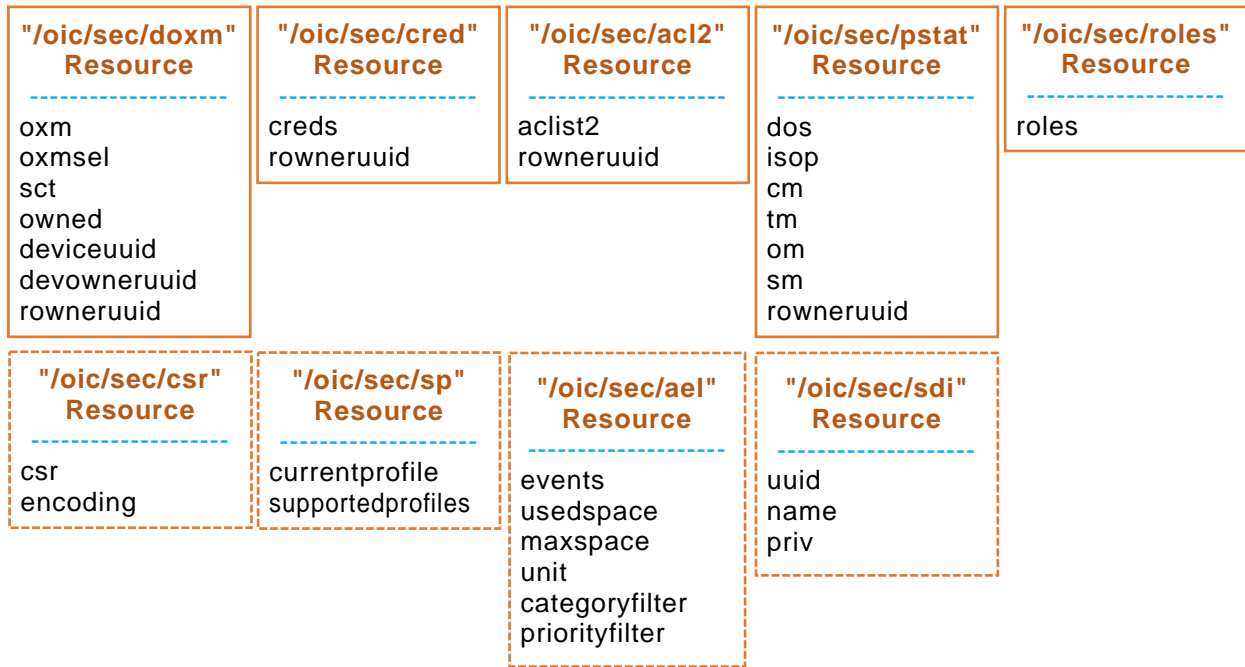 "/oic/sec/doxm"
Resource
oxm
oxmsel
sct
owned
deviceuuid
devowneruuid
rowneruuid
"/oic/sec/cred"
Resource
creds
rowneruuid
"/oic/sec/acl2"
Resource
aclist2
rowneruuid
"/oic/sec/pstat"
Resource
dos
isop
cm
tm
om
sm
rowneruuid
"/oic/sec/roles"
Resource
roles
"/oic/sec/csr"
Resource
csr
encoding
"/oic/sec/sp"
Resource
currentprofile
supportedprofiles
"/oic/sec/ael"
Resource
events
usedspace
maxspace
unit
categoryfilter
priorityfilter
"/oic/sec/sdi"
Resource
uuid
name
priv